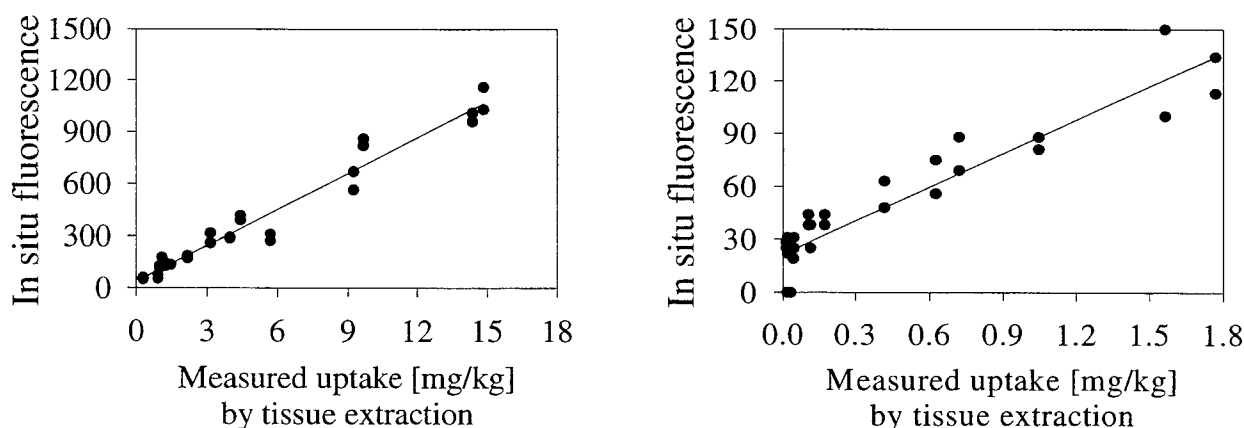 In situ fluorescence
1500
1200
900
600
300
0
0 3 6 9 12 15 18
Measured uptake [mg/kg]
by tissue extraction
In situ fluorescence
150
120
90
60
30
0
0.0 0.3 0.6 0.9 1.2 1.5 1.8
Measured uptake [mg/kg]
by tissue extraction